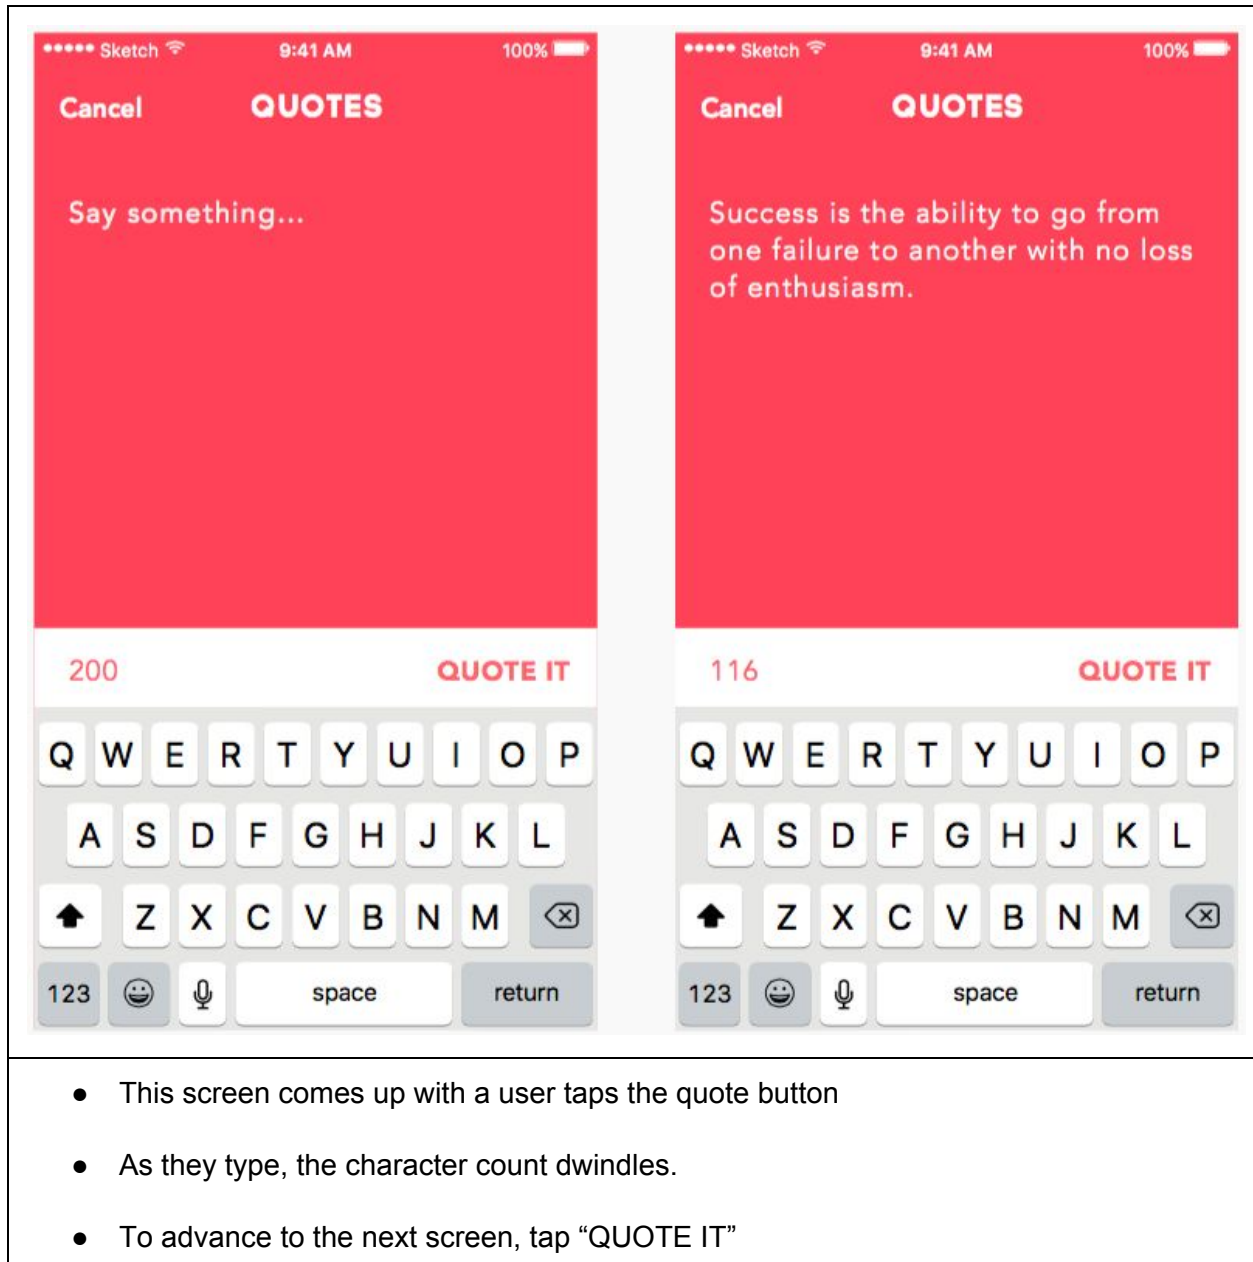 ●●●●● Sketch 9:41 AM 100%
Cancel QUOTES
Say something...
200 QUOTE IT
Q W E R T Y U I O P
A S D F G H J K L
Z X C V B N M
123 space return
●●●●● Sketch 9:41 AM 100%
Cancel QUOTES
Success is the ability to go from
one failure to another with no loss
of enthusiasm.
116 QUOTE IT
Q W E R T Y U I O P
A S D F G H J K L
Z X C V B N M
123 space return
● This screen comes up with a user taps the quote button
● As they type, the character count dwindles.
● To advance to the next screen, tap “QUOTE IT”